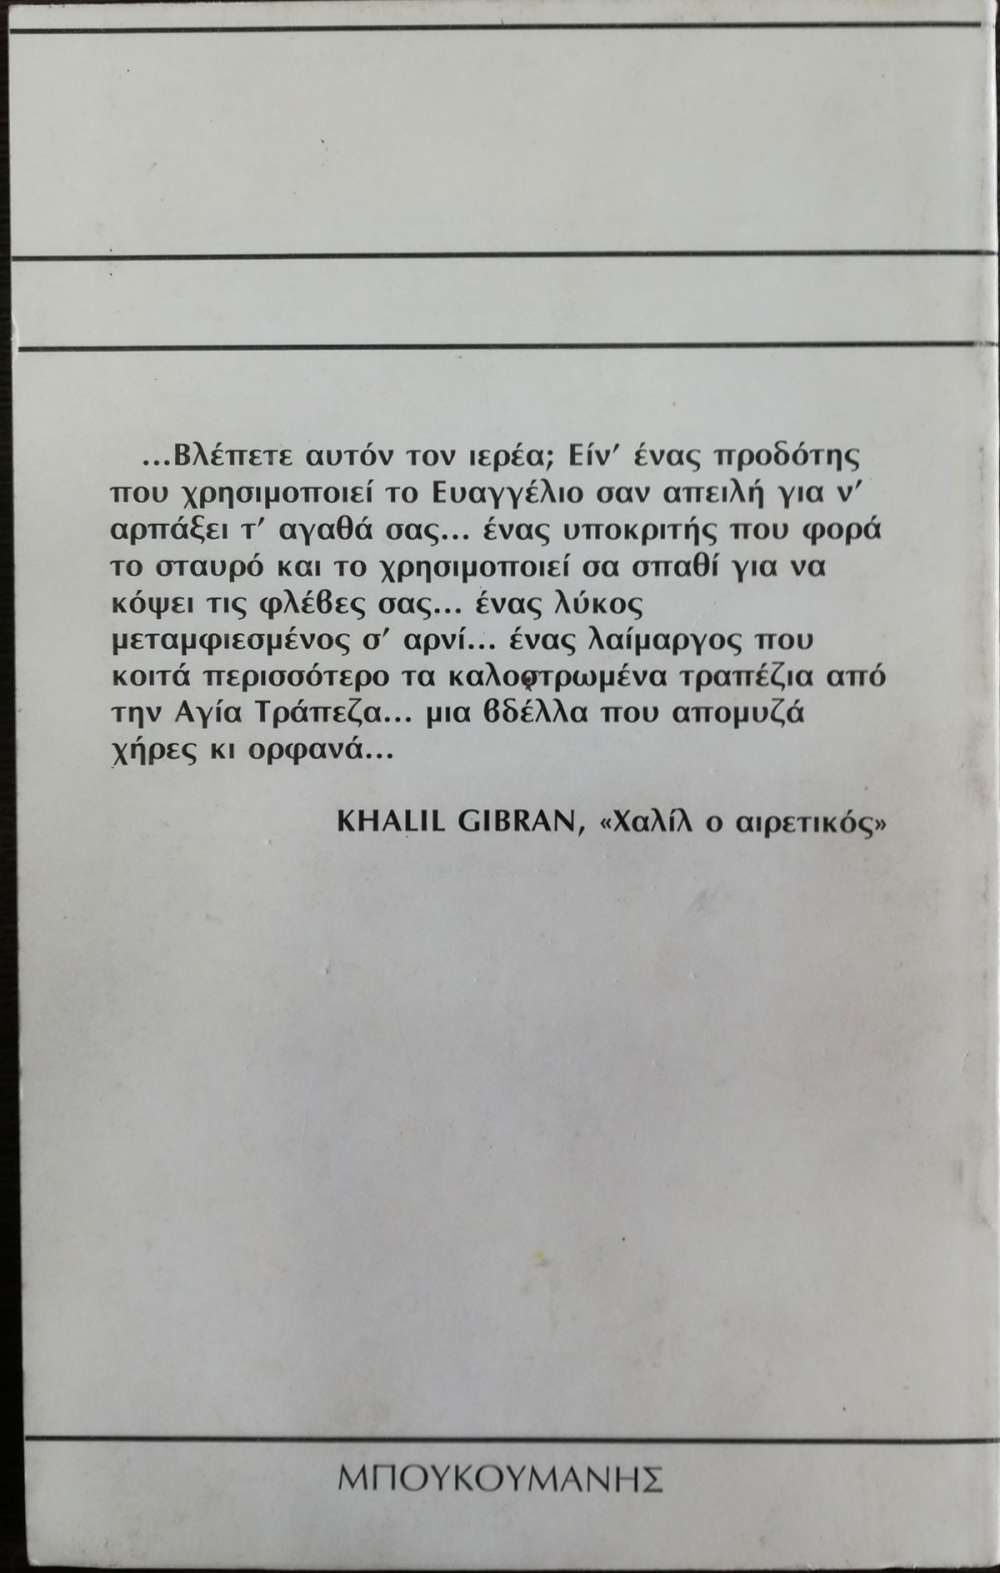 ...Βλέπετε αυτόν τον ιερέα; Είν' ένας προδότης
που χρησιμοποιεί το Ευαγγέλιο σαν απειλή για ν'
αρπάξει τ' αγαθά σας... ένας υποκριτής που φορά
το σταυρό και το χρησιμοποιεί σα σπαθί για να
κόψει τις φλέβες σας... ένας λύκος
μεταμφιεσμένος σ' αρνί... ένας λαίμαργος που
κοιτά περισσότερο τα καλοστρωμένα τραπέζια από
την Αγία Τράπεζα... μια βδέλλα που απομυζά
χήρες κι ορφανά...
KHALIL GIBRAN, «Χαλίλ ο αιρετικός»
ΜΠΟΥΚΟΥΜΑΝΗΣ